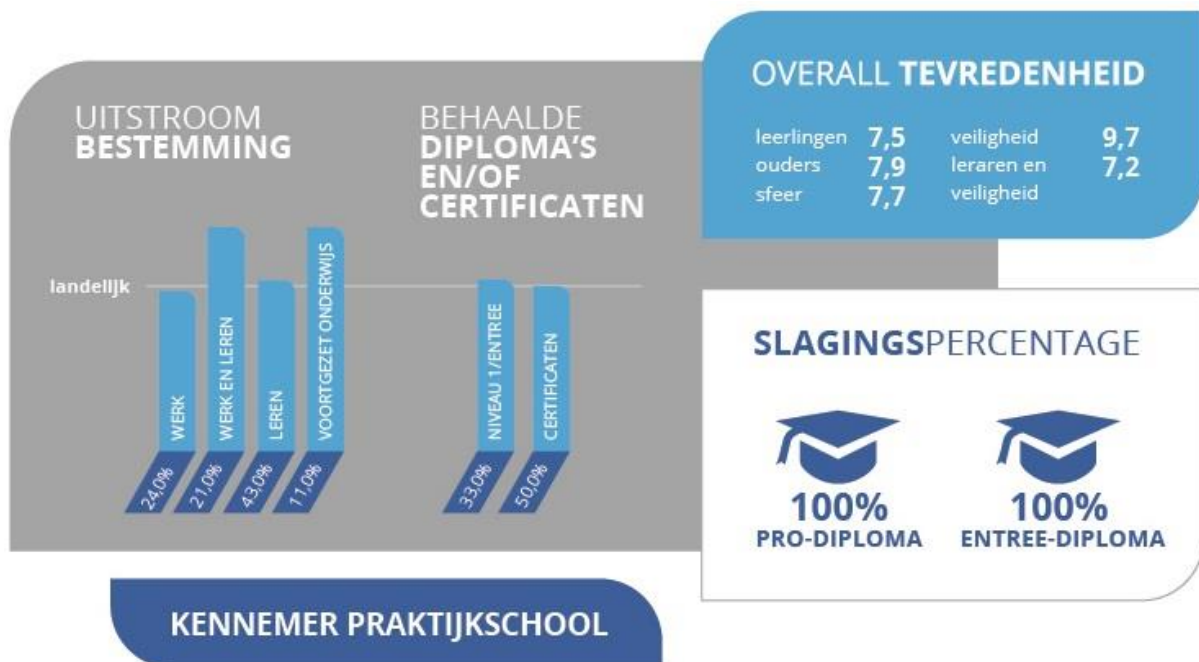 UITSTROOM
BESTEMMING
landelijk
WERK
WERK EN LEREN
LEREN
VOORTGEZET ONDERWIJS
24,0%
21,0%
43,0%
11,0%
BEHAALDE
DIPLOMA'S
EN/OF
CERTIFICATEN
NIVEAU 1/ENTREE
CERTIFICATEN
33,0%
50,0%
OVERALL TEVREDENHEID
leerlingen 7,5 veiligheid 9,7
ouders 7,9 leraren en 7,2
sfeer 7,7 veiligheid
SLAGINGSPERCENTAGE
100% 100%
PRO-DIPLOMA ENTREE-DIPLOMA
KENNEMER PRAKTIJKSCHOOL